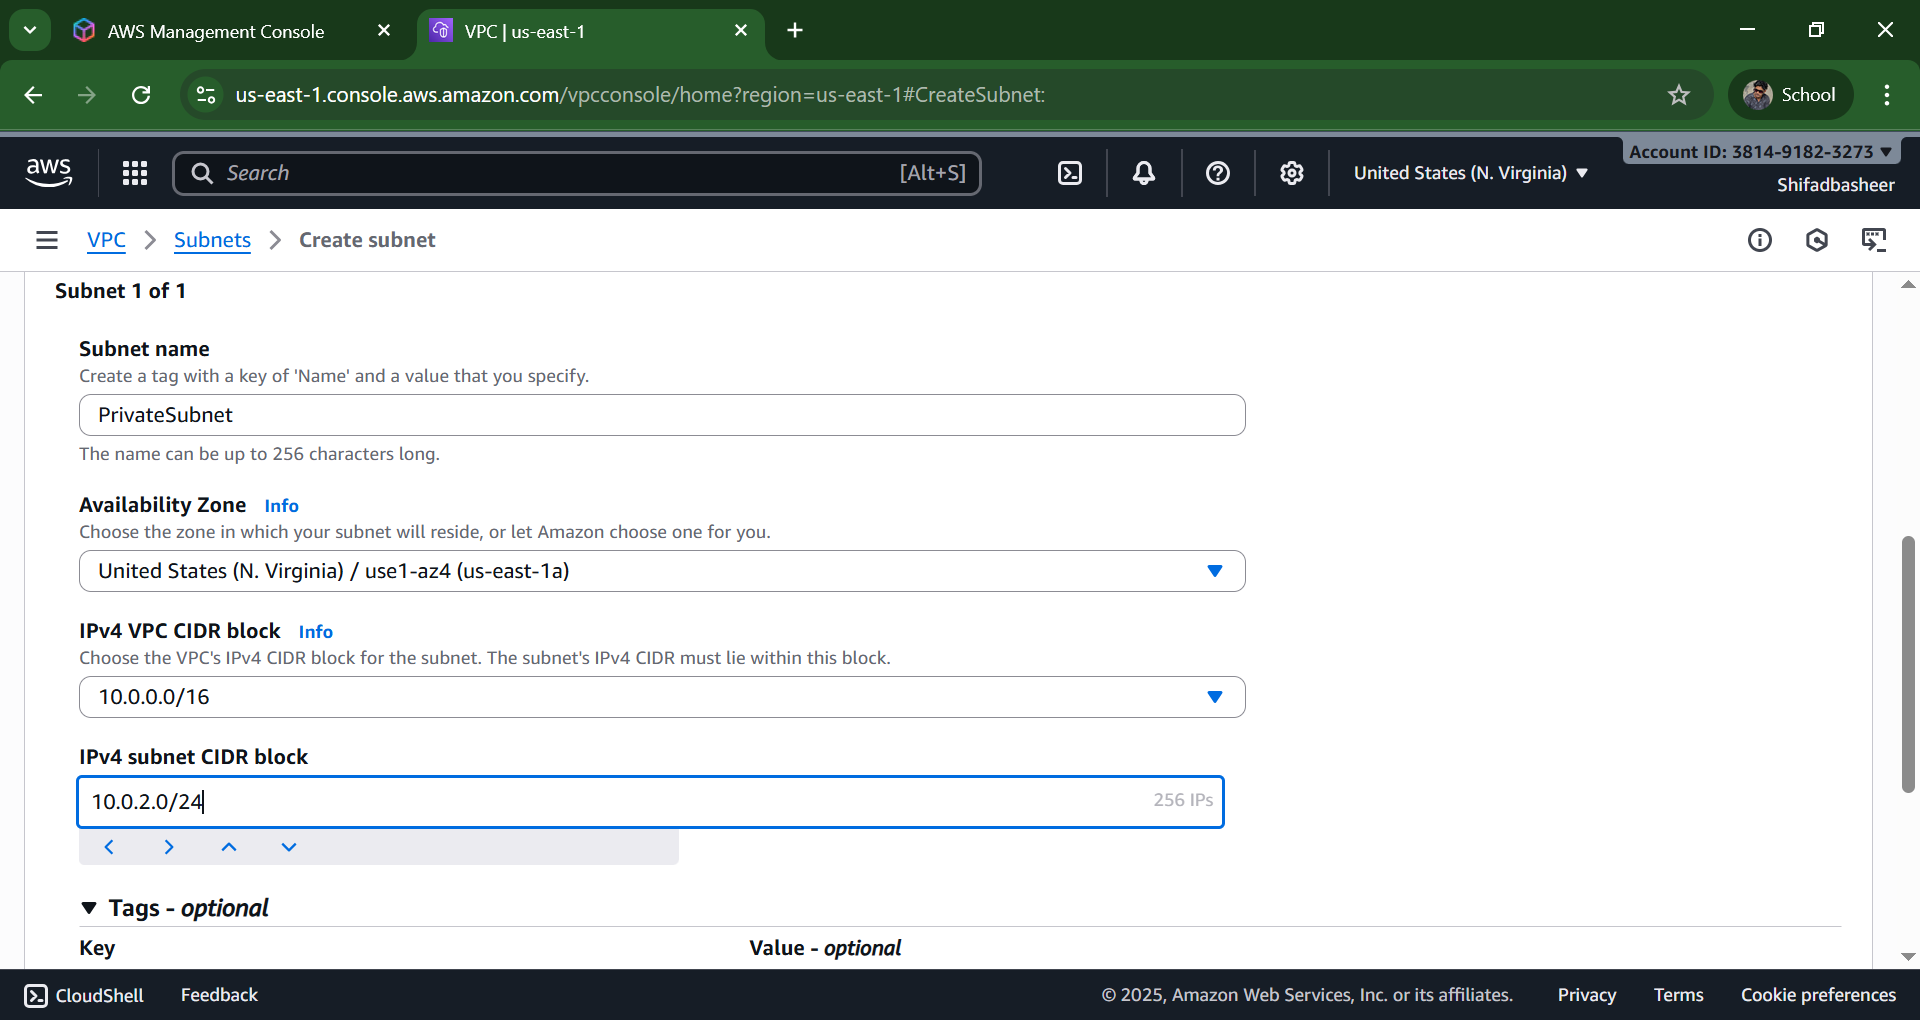 AWS Management Console
VPC | us-east-1
us-east-1.console.aws.amazon.com/vpcconsole/home?region=us-east-1#CreateSubnet:
School
aws
Search
[Alt+S]
United States (N. Virginia)
Account ID: 3814-9182-3273
Shifadbasheer
VPC
Subnets
Create subnet
Subnet 1 of 1
Subnet name
Create a tag with a key of 'Name' and a value that you specify.
PrivateSubnet
The name can be up to 256 characters long.
Availability Zone Info
Choose the zone in which your subnet will reside, or let Amazon choose one for you.
United States (N. Virginia) / use1-az4 (us-east-1a)
IPv4 VPC CIDR block Info
Choose the VPC's IPv4 CIDR block for the subnet. The subnet's IPv4 CIDR must lie within this block.
10.0.0.0/16
IPv4 subnet CIDR block
10.0.2.0/24
256 IPs
Tags - optional
Key
Value - optional
CloudShell
Feedback
© 2025, Amazon Web Services, Inc. or its affiliates.
Privacy
Terms
Cookie preferences